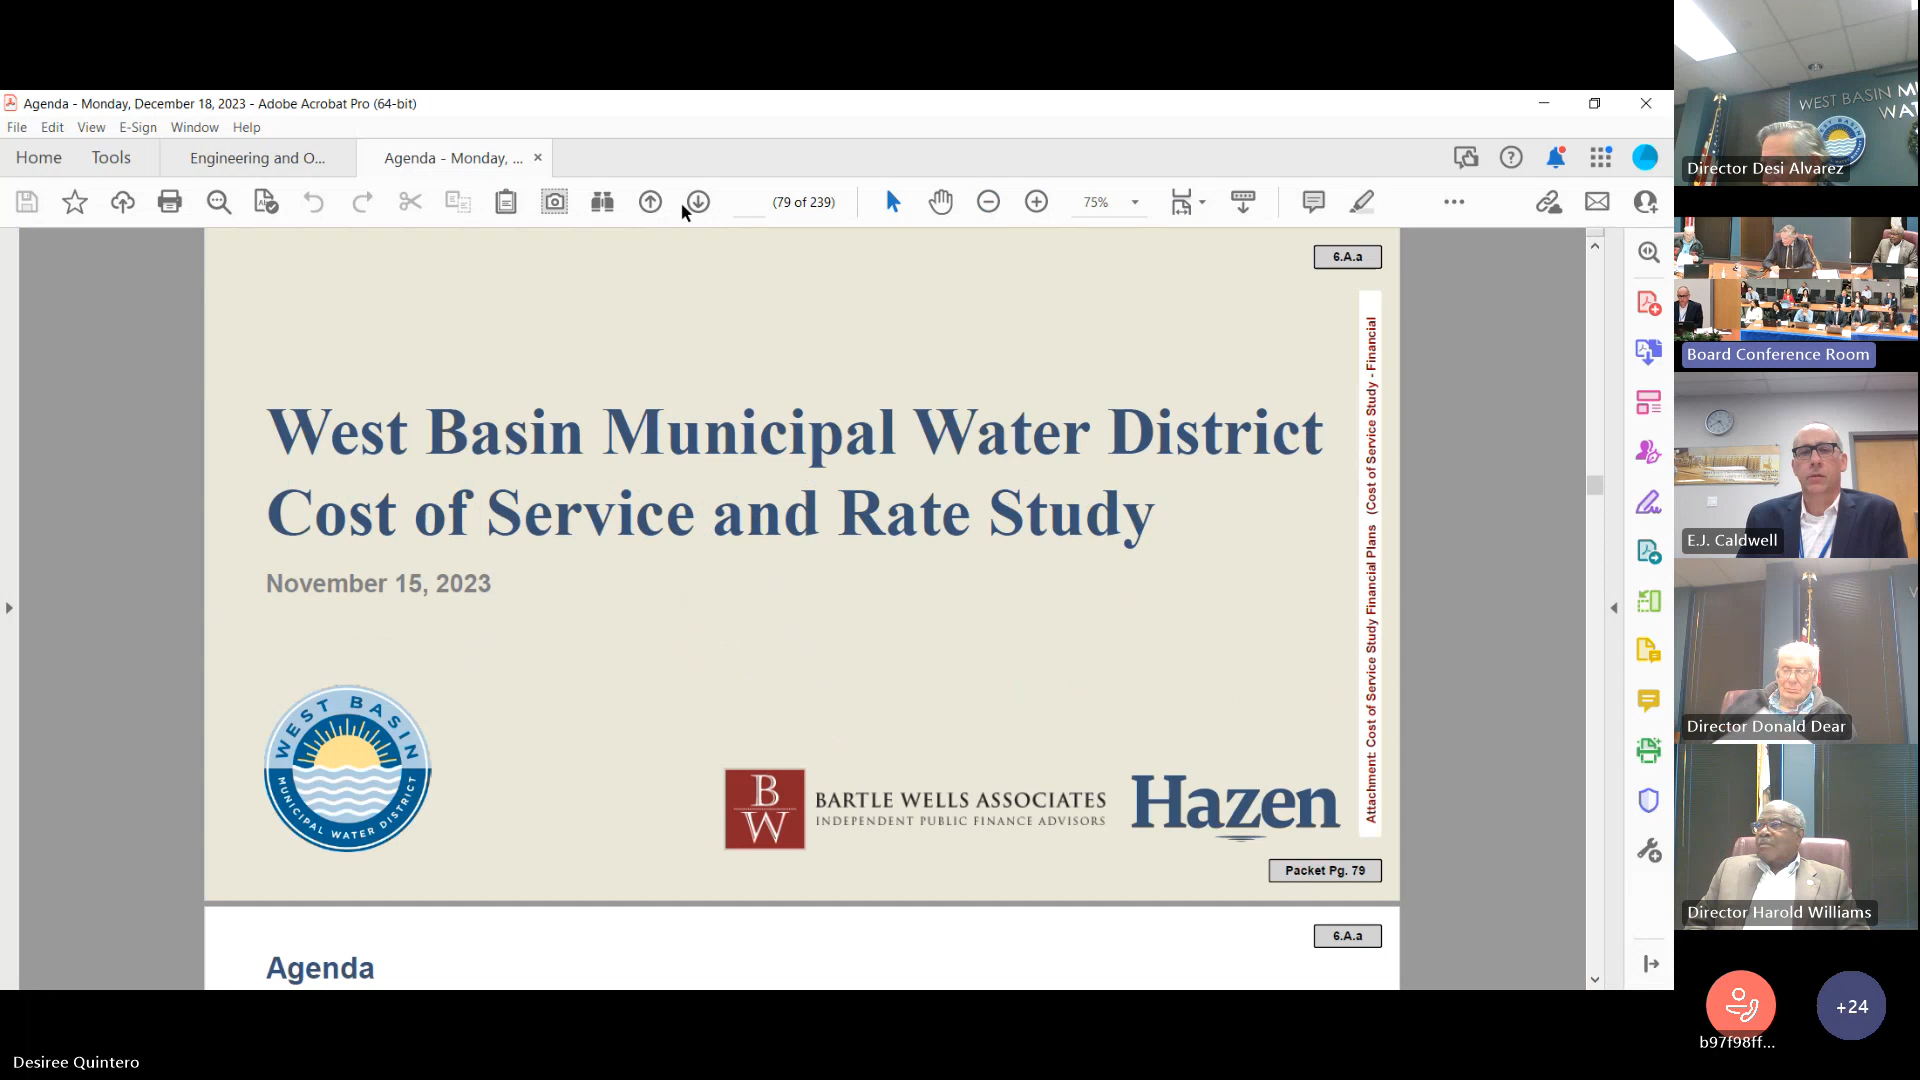 Agenda - Monday, December 18, 2023 - Adobe Acrobat Pro (64-bit)
File Edit View E-Sign Window Help
Home Tools Engineering and O... Agenda - Monday, ... ×
(79 of 239) 75%
6.A.a
West Basin Municipal Water District
Cost of Service and Rate Study
November 15, 2023
WEST BASIN
MUNICIPAL WATER DISTRICT
B
W
BARTLE WELLS ASSOCIATES
INDEPENDENT PUBLIC FINANCE ADVISORS
Hazen
Attachment: Cost of Service Study Financial Plans (Cost of Service Study - Financial
Packet Pg. 79
6.A.a
Agenda
WEST BASIN M
WAT
Director Desi Alvarez
Board Conference Room
E.J. Caldwell
Director Donald Dear
Director Harold Williams
b97f98ff...
+24
Desiree Quintero